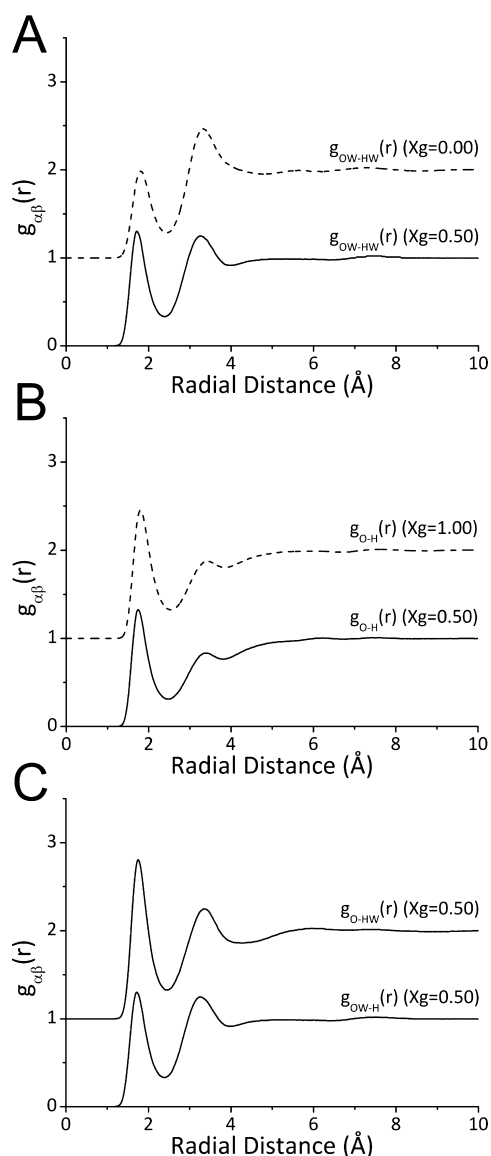 A
3
g_OW-HW(r) (Xg=0.00)
2
g_αβ(r)
g_OW-HW(r) (Xg=0.50)
1
0
0 2 4 6 8 10
Radial Distance (Å)
B
3
g_O-H(r) (Xg=1.00)
2
g_αβ(r)
g_O-H(r) (Xg=0.50)
1
0
0 2 4 6 8 10
Radial Distance (Å)
C
3
g_O-HW(r) (Xg=0.50)
2
g_αβ(r)
g_OW-H(r) (Xg=0.50)
1
0
0 2 4 6 8 10
Radial Distance (Å)